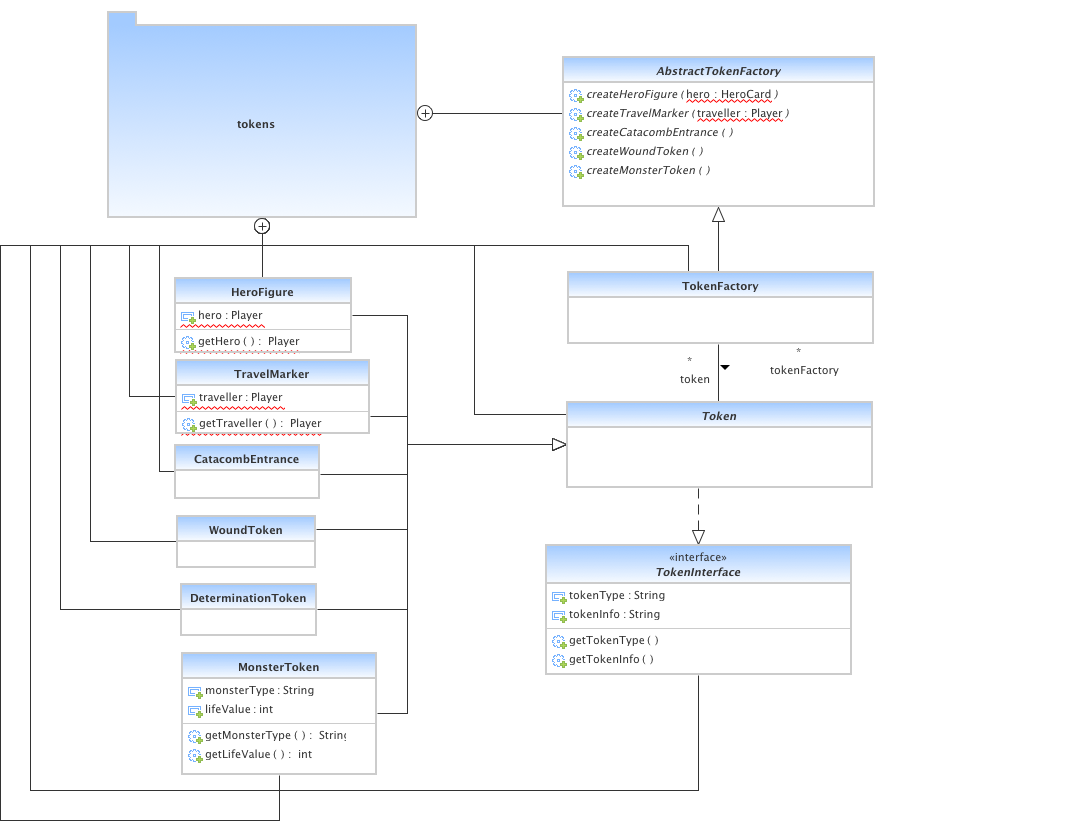 tokens
AbstractTokenFactory
createHeroFigure ( hero : HeroCard )
createTravelMarker ( traveller : Player )
createCatacombEntrance ( )
createWoundToken ( )
createMonsterToken ( )
HeroFigure
hero : Player
getHero ( ) : Player
TravelMarker
traveller : Player
getTraveller ( ) : Player
CatacombEntrance
WoundToken
DeterminationToken
MonsterToken
monsterType : String
lifeValue : int
getMonsterType ( ) : String
getLifeValue ( ) : int
TokenFactory
*
token
*
tokenFactory
Token
«interface»
TokenInterface
tokenType : String
tokenInfo : String
getTokenType ( )
getTokenInfo ( )